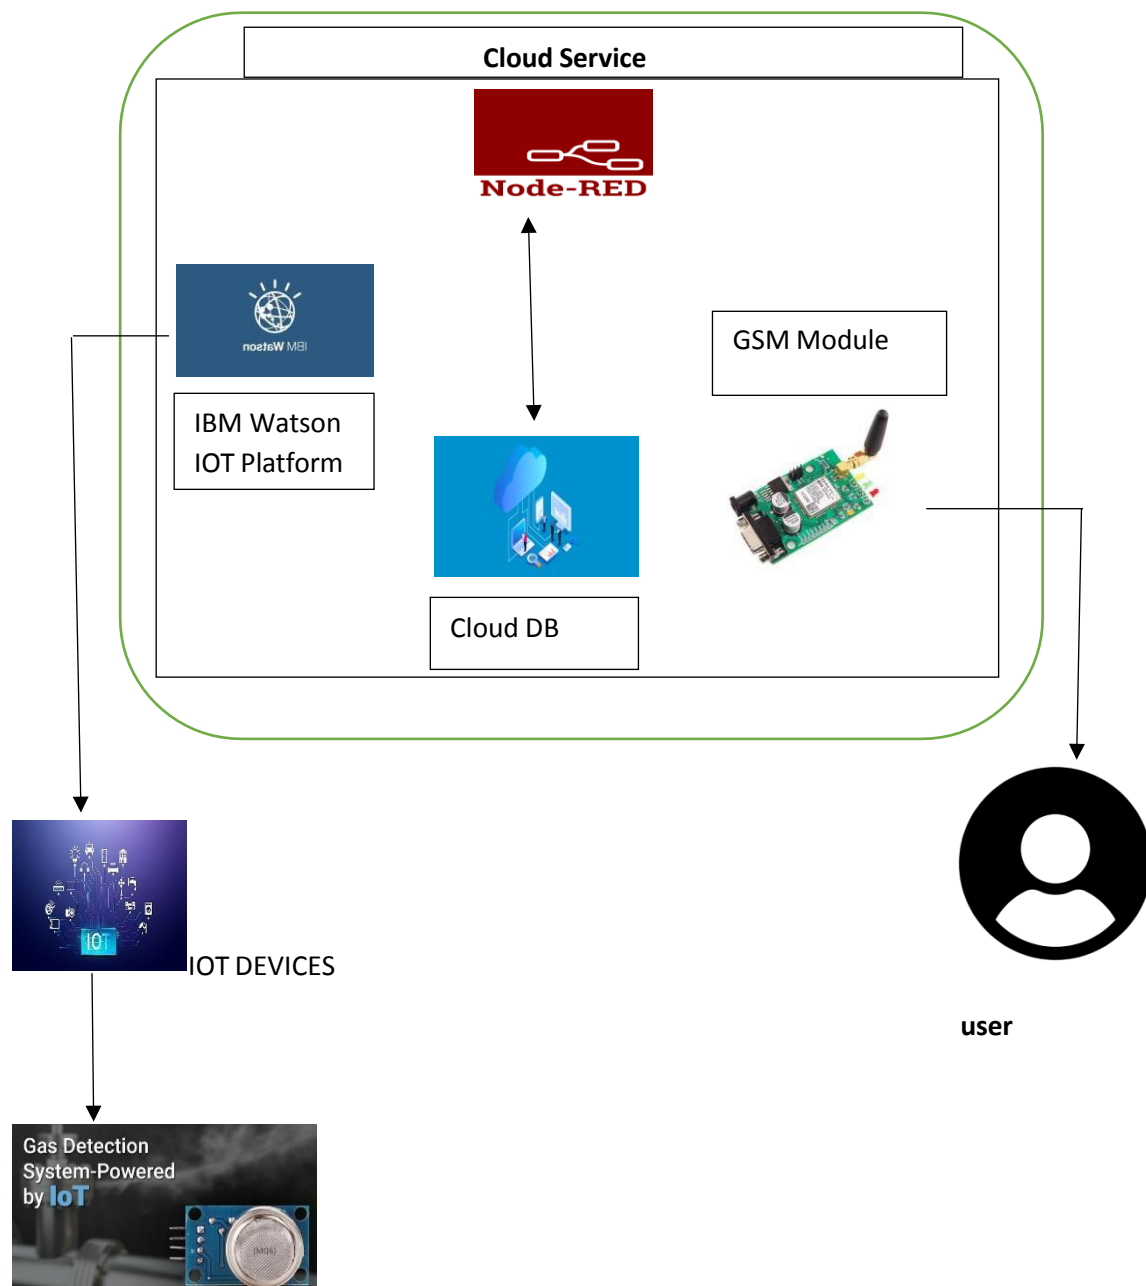 Cloud Service
Node-RED
IBM Watson
GSM Module
IBM Watson
IOT Platform
Cloud DB
IOT
IOT DEVICES
user
Gas Detection
System-Powered
by IoT
(MQ6)